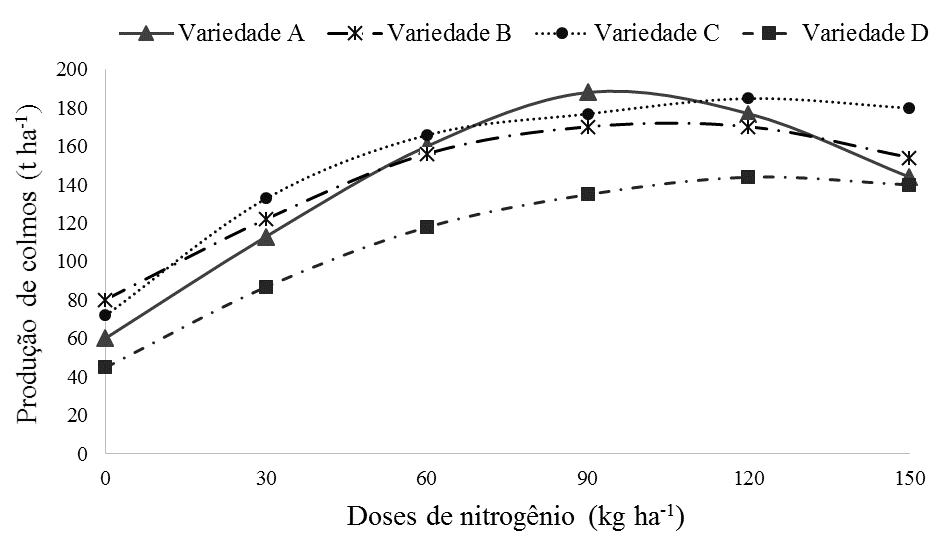 Variedade A Variedade B Variedade C Variedade D
Produção de colmos (t ha⁻¹)
200
180
160
140
120
100
80
60
40
20
0
0 30 60 90 120 150
Doses de nitrogênio (kg ha⁻¹)